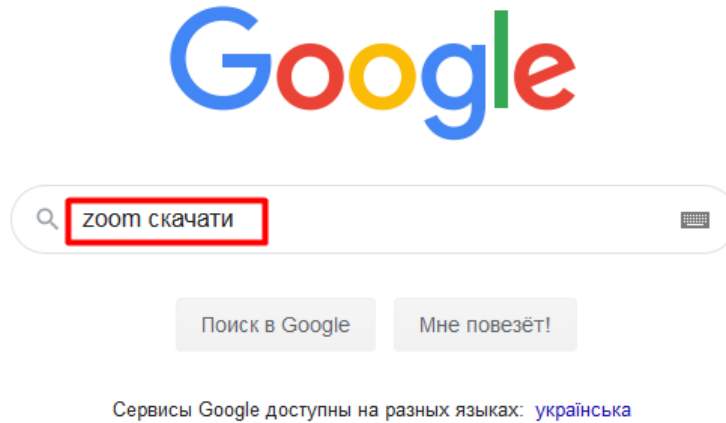 Google
zoom скачати
Поиск в Google Мне повезёт!
Сервисы Google доступны на разных языках: українська